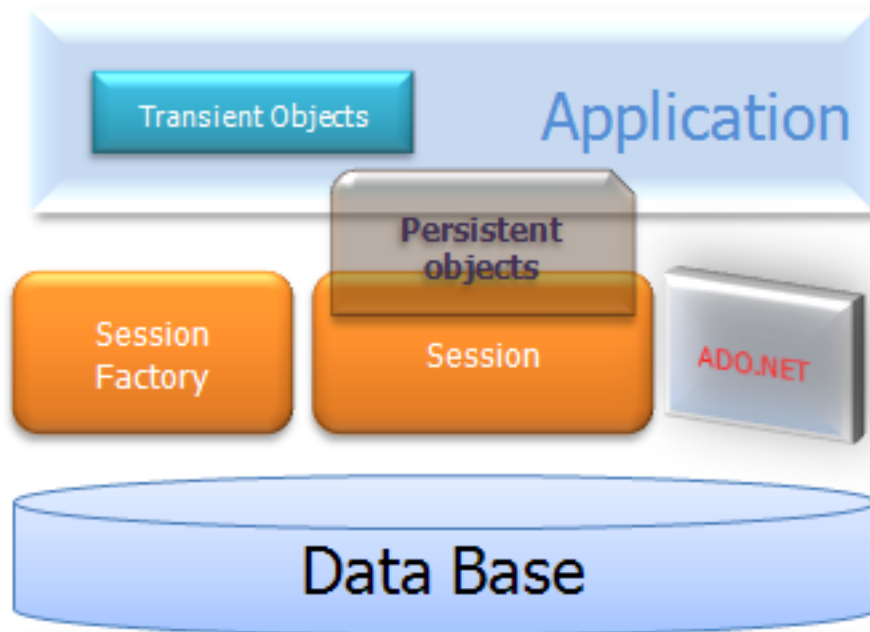 Transient Objects
Application
Persistent
objects
Session
Factory
Session
ADO.NET
Data Base